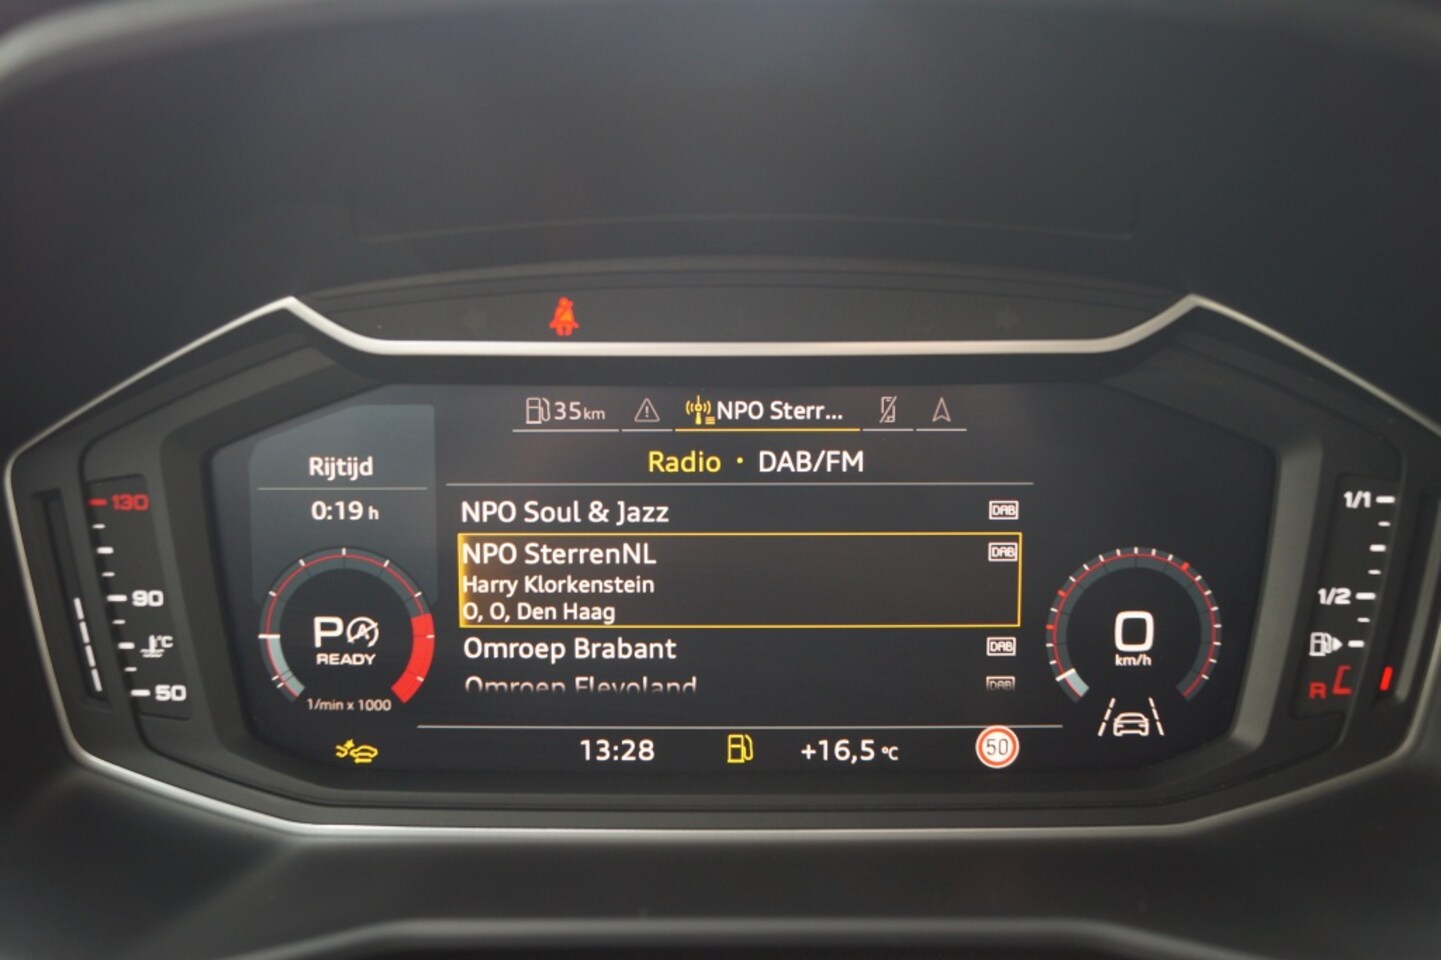 35 km
NPO Sterr...
Radio · DAB/FM
Rijtijd
0:19 h
NPO Soul & Jazz DAB
NPO SterrenNL DAB
Harry Klorkenstein
O, O, Den Haag
Omroep Brabant DAB
Omroep Flevoland DAB
130
90
°C
50
P A
READY
1/min x 1000
0
km/h
1/1
1/2
R
13:28
+16,5 °C
50